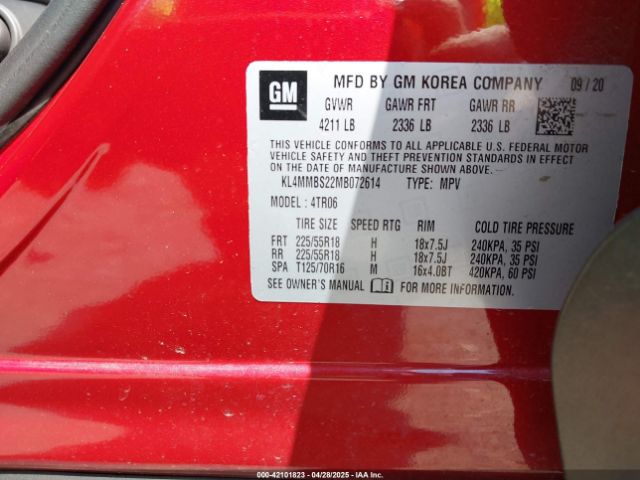 GM
MFD BY GM KOREA COMPANY 09/20
GVWR GAWR FRT GAWR RR
4211 LB 2336 LB 2336 LB
THIS VEHICLE CONFORMS TO ALL APPLICABLE U.S. FEDERAL MOTOR
VEHICLE SAFETY AND THEFT PREVENTION STANDARDS IN EFFECT
ON THE DATE OF MANUFACTURE SHOWN ABOVE.
KL4MMBS22MB072614 TYPE: MPV
MODEL : 4TR06
TIRE SIZE SPEED RTG RIM COLD TIRE PRESSURE
FRT 225/55R18 H 18x7.5J 240KPA, 35 PSI
RR 225/55R18 H 18x7.5J 240KPA, 35 PSI
SPA T125/70R16 M 16x4.0BT 420KPA, 60 PSI
SEE OWNER'S MANUAL FOR MORE INFORMATION.
000-42101823 - 04/28/2025 - IAA Inc.